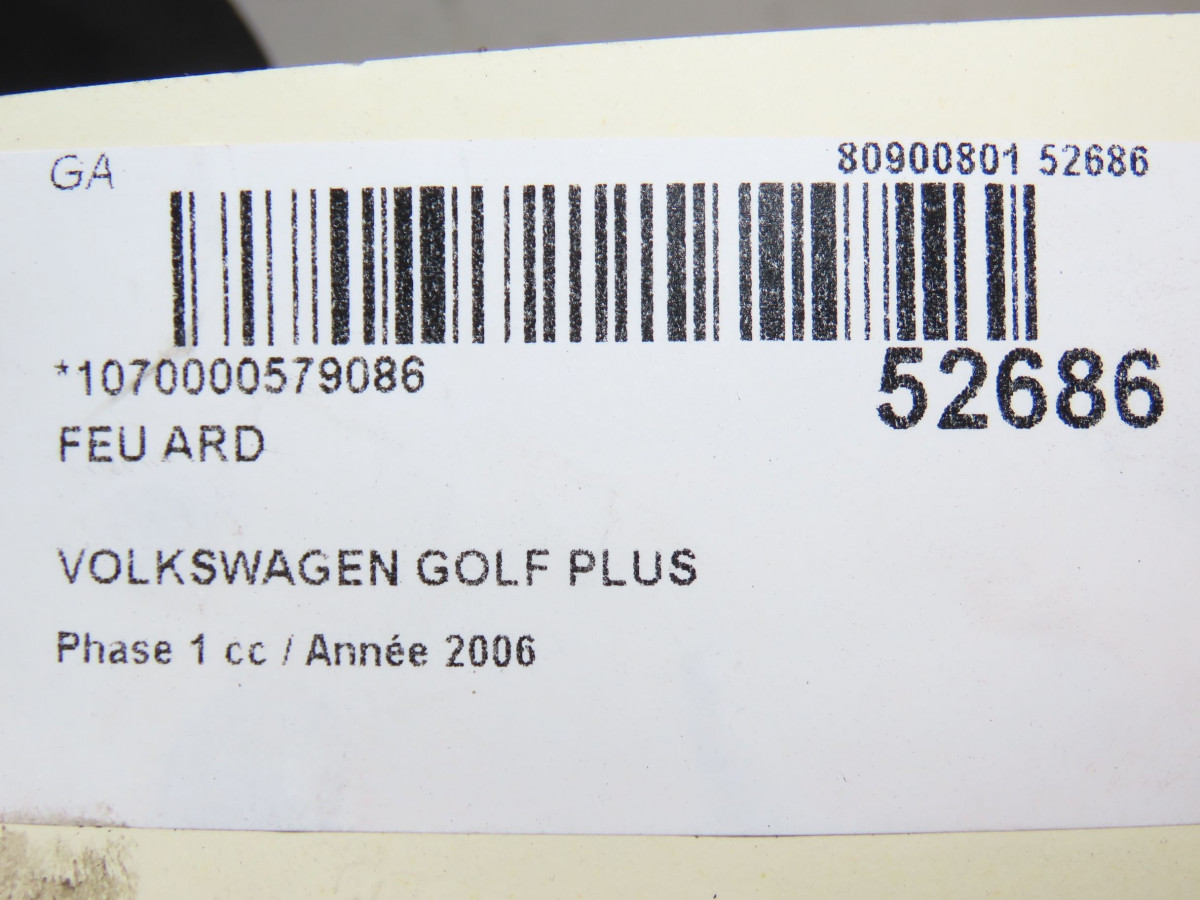 GA
80900801 52686
*1070000579086
52686
FEU ARD
VOLKSWAGEN GOLF PLUS
Phase 1 cc / Année 2006